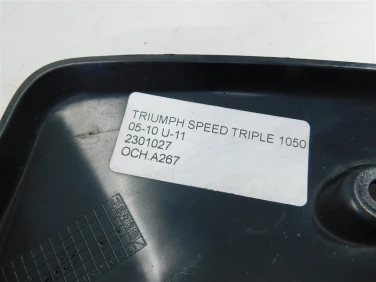 TRIUMPH SPEED TRIPLE 1050
05-10 U-11
2301027
OCH.A267